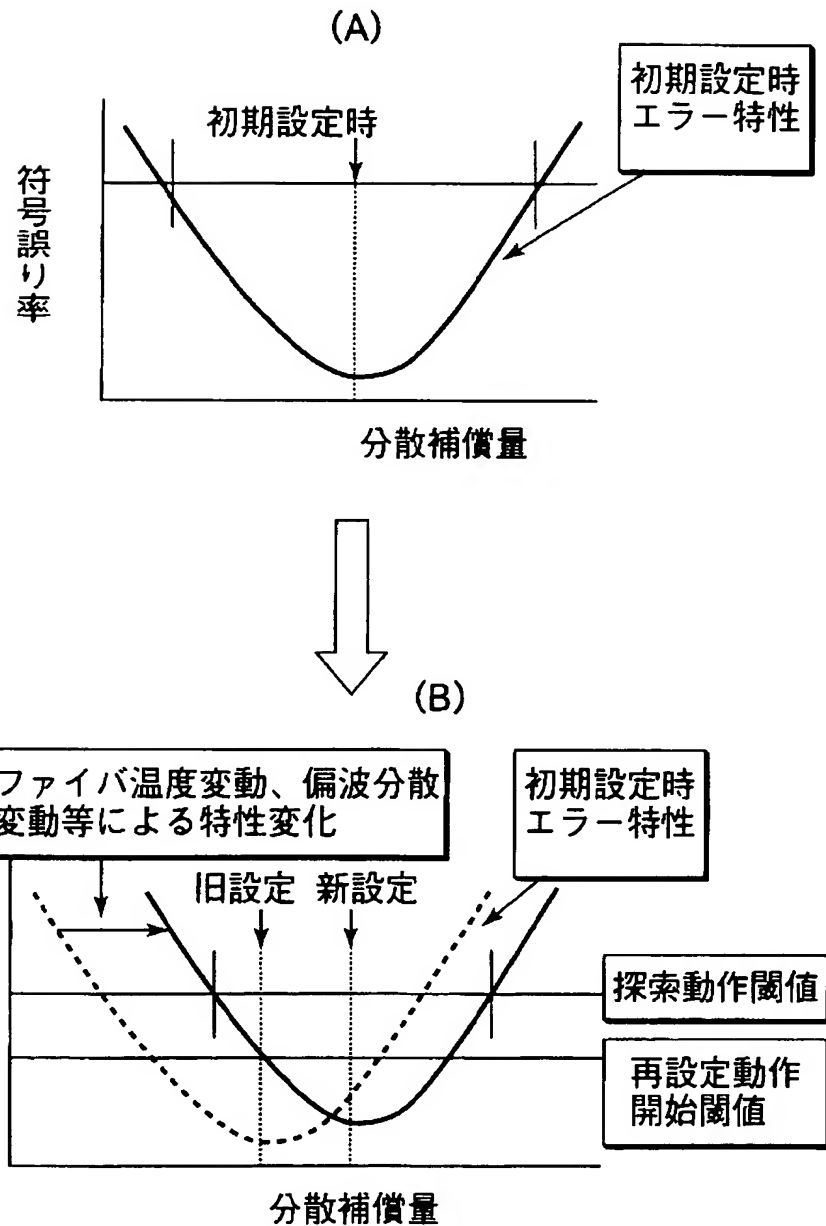 (A)
初期設定時
エラー特性
初期設定時
符号誤り率
分散補償量
(B)
ファイバ温度変動、偏波分散
変動等による特性変化
初期設定時
エラー特性
旧設定 新設定
探索動作閾値
再設定動作
開始閾値
分散補償量